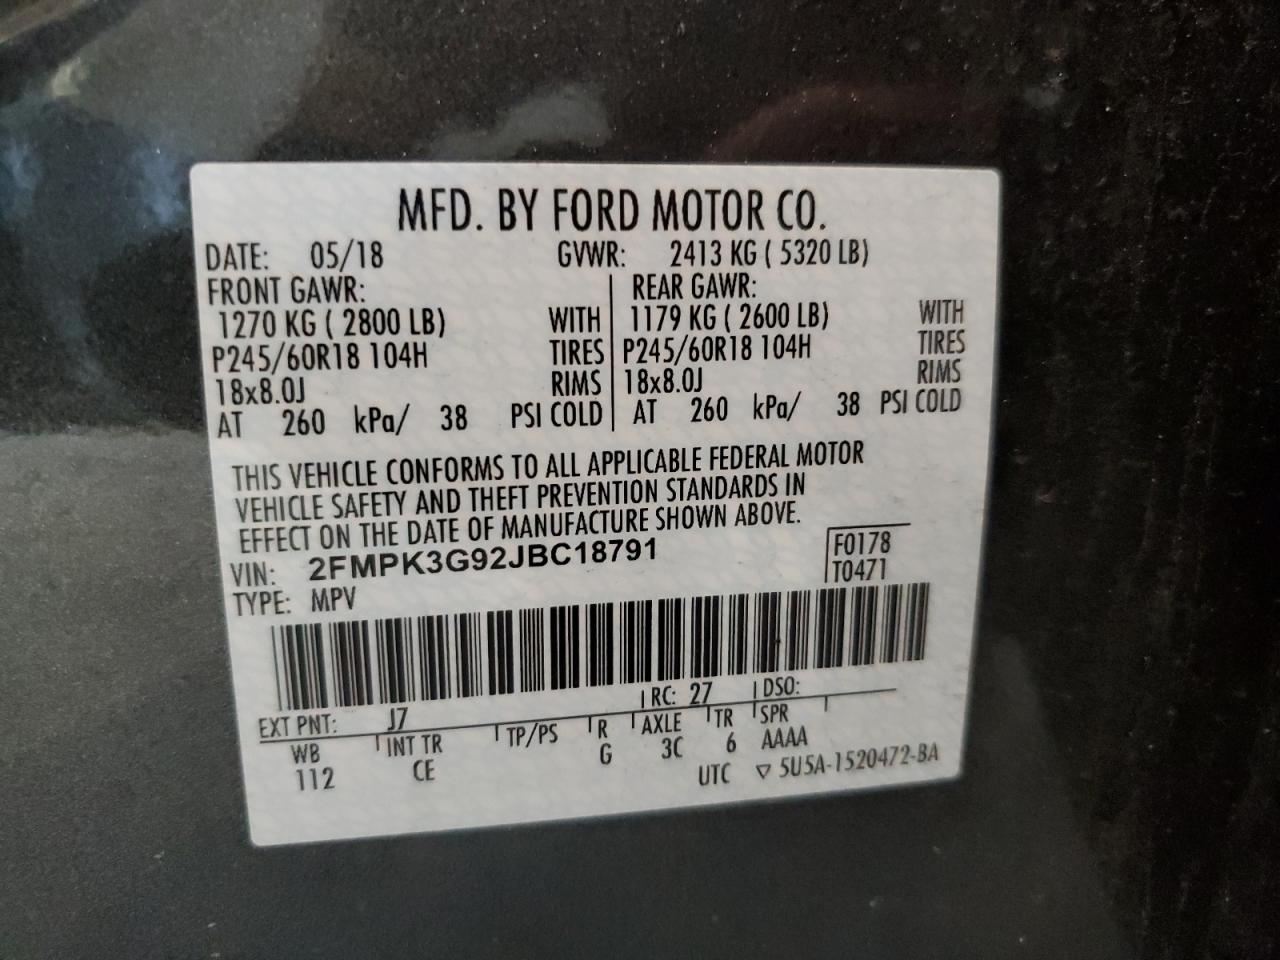 MFD. BY FORD MOTOR CO.
DATE: 05/18 GVWR: 2413 KG ( 5320 LB)
FRONT GAWR: REAR GAWR:
1270 KG ( 2800 LB) WITH 1179 KG ( 2600 LB) WITH
P245/60R18 104H TIRES P245/60R18 104H TIRES
18x8.0J RIMS 18x8.0J RIMS
AT 260 kPa/ 38 PSI COLD AT 260 kPa/ 38 PSI COLD
THIS VEHICLE CONFORMS TO ALL APPLICABLE FEDERAL MOTOR
VEHICLE SAFETY AND THEFT PREVENTION STANDARDS IN
EFFECT ON THE DATE OF MANUFACTURE SHOWN ABOVE.
VIN: 2FMPK3G92JBC18791 F0178
TYPE: MPV T0471
EXT PNT: J7 RC: 27 DSO:
WB INT TR TP/PS R AXLE TR SPR
112 CE G 3C 6 AAAA
UTC ▽ 5U5A-1520472-BA